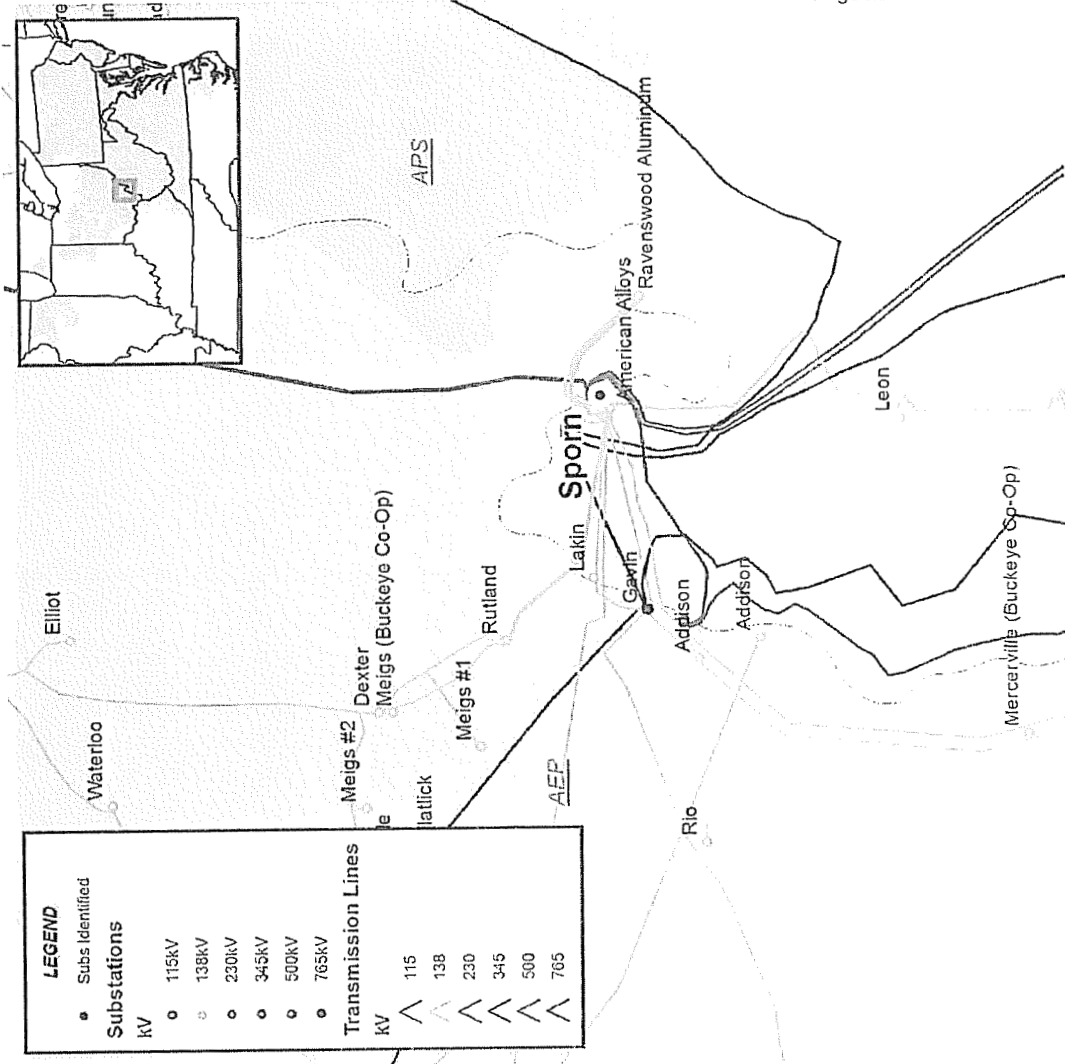 LEGEND
Subs Identified
Substations
kV
115kV
138kV
230kV
345kV
500kV
765kV
Transmission Lines
kV
115
138
230
345
500
765
Waterloo
Elliot
Meigs #2
Dexter
Meigs (Buckeye Co-Op)
latlick
Meigs #1
Rutland
APS
AEP
Lakin
Sporn
Gavin
American Alloys
Ravenswood Aluminum
Addison
Addison
Rio
Leon
Mercerville (Buckeye Co-Op)